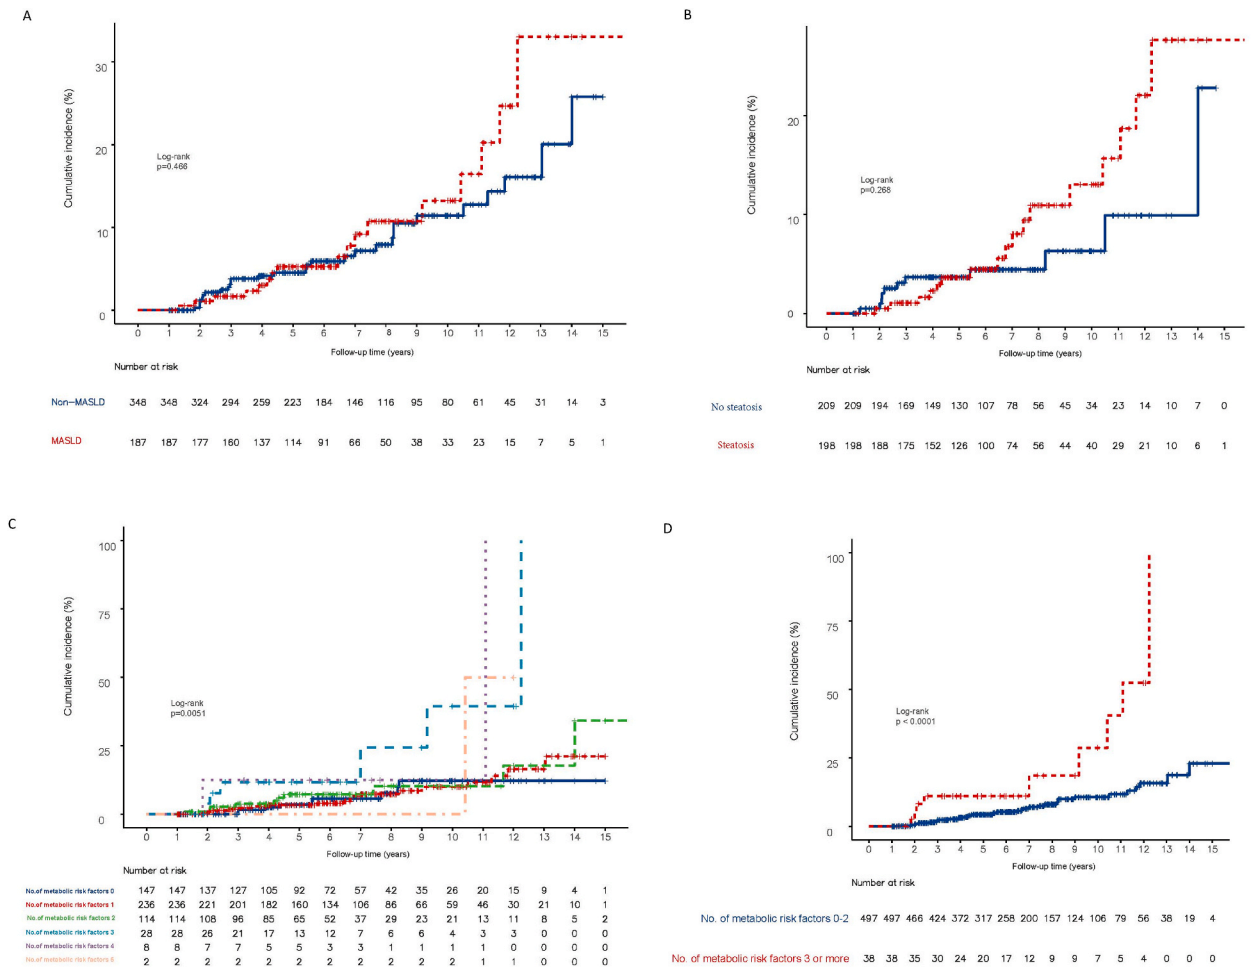 A
Cumulative incidence (%)
30
20
10
0
Log-rank
p=0.466
0 1 2 3 4 5 6 7 8 9 10 11 12 13 14 15
Follow-up time (years)
Number at risk
Non-MASLD 348 348 324 294 259 223 184 146 116 95 80 61 45 31 14 3
MASLD 187 187 177 160 137 114 91 66 50 38 33 23 15 7 5 1
B
Cumulative incidence (%)
20
10
0
Log-rank
p=0.268
0 1 2 3 4 5 6 7 8 9 10 11 12 13 14 15
Follow-up time (years)
Number at risk
No steatosis 209 209 194 169 149 130 107 78 56 45 34 23 14 10 7 0
Steatosis 198 198 188 175 152 126 100 74 56 44 40 29 21 10 6 1
C
Cumulative incidence (%)
100
75
50
25
0
Log-rank
p=0.0051
0 1 2 3 4 5 6 7 8 9 10 11 12 13 14 15
Follow-up time (years)
Number at risk
No.of metabolic risk factors 0 147 147 137 127 105 92 72 57 42 35 26 20 15 9 4 1
No.of metabolic risk factors 1 236 236 221 201 182 160 134 106 86 66 59 46 30 21 10 1
No.of metabolic risk factors 2 114 114 108 96 85 65 52 37 29 23 21 13 11 8 5 2
No.of metabolic risk factors 3 28 28 26 21 17 13 12 7 6 6 4 3 3 0 0 0
No.of metabolic risk factors 4 8 8 7 7 5 5 3 3 1 1 1 1 0 0 0 0
No.of metabolic risk factors 5 2 2 2 2 2 2 2 2 2 2 2 1 1 0 0 0
D
Cumulative incidence (%)
100
75
50
25
0
Log-rank
p < 0.0001
0 1 2 3 4 5 6 7 8 9 10 11 12 13 14 15
Follow-up time (years)
Number at risk
No. of metabolic risk factors 0-2 497 497 466 424 372 317 258 200 157 124 106 79 56 38 19 4
No. of metabolic risk factors 3 or more 38 38 35 30 24 20 17 12 9 9 7 5 4 0 0 0